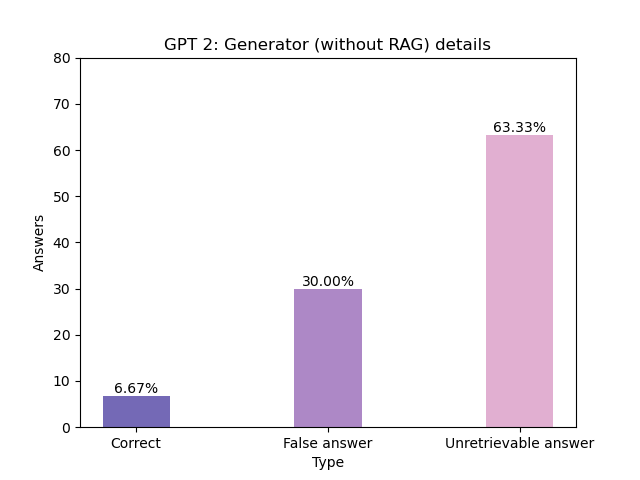 GPT 2: Generator (without RAG) details
80
70
60
50
40
30
20
10
0
Answers
6.67%
30.00%
63.33%
Correct
False answer
Unretrievable answer
Type